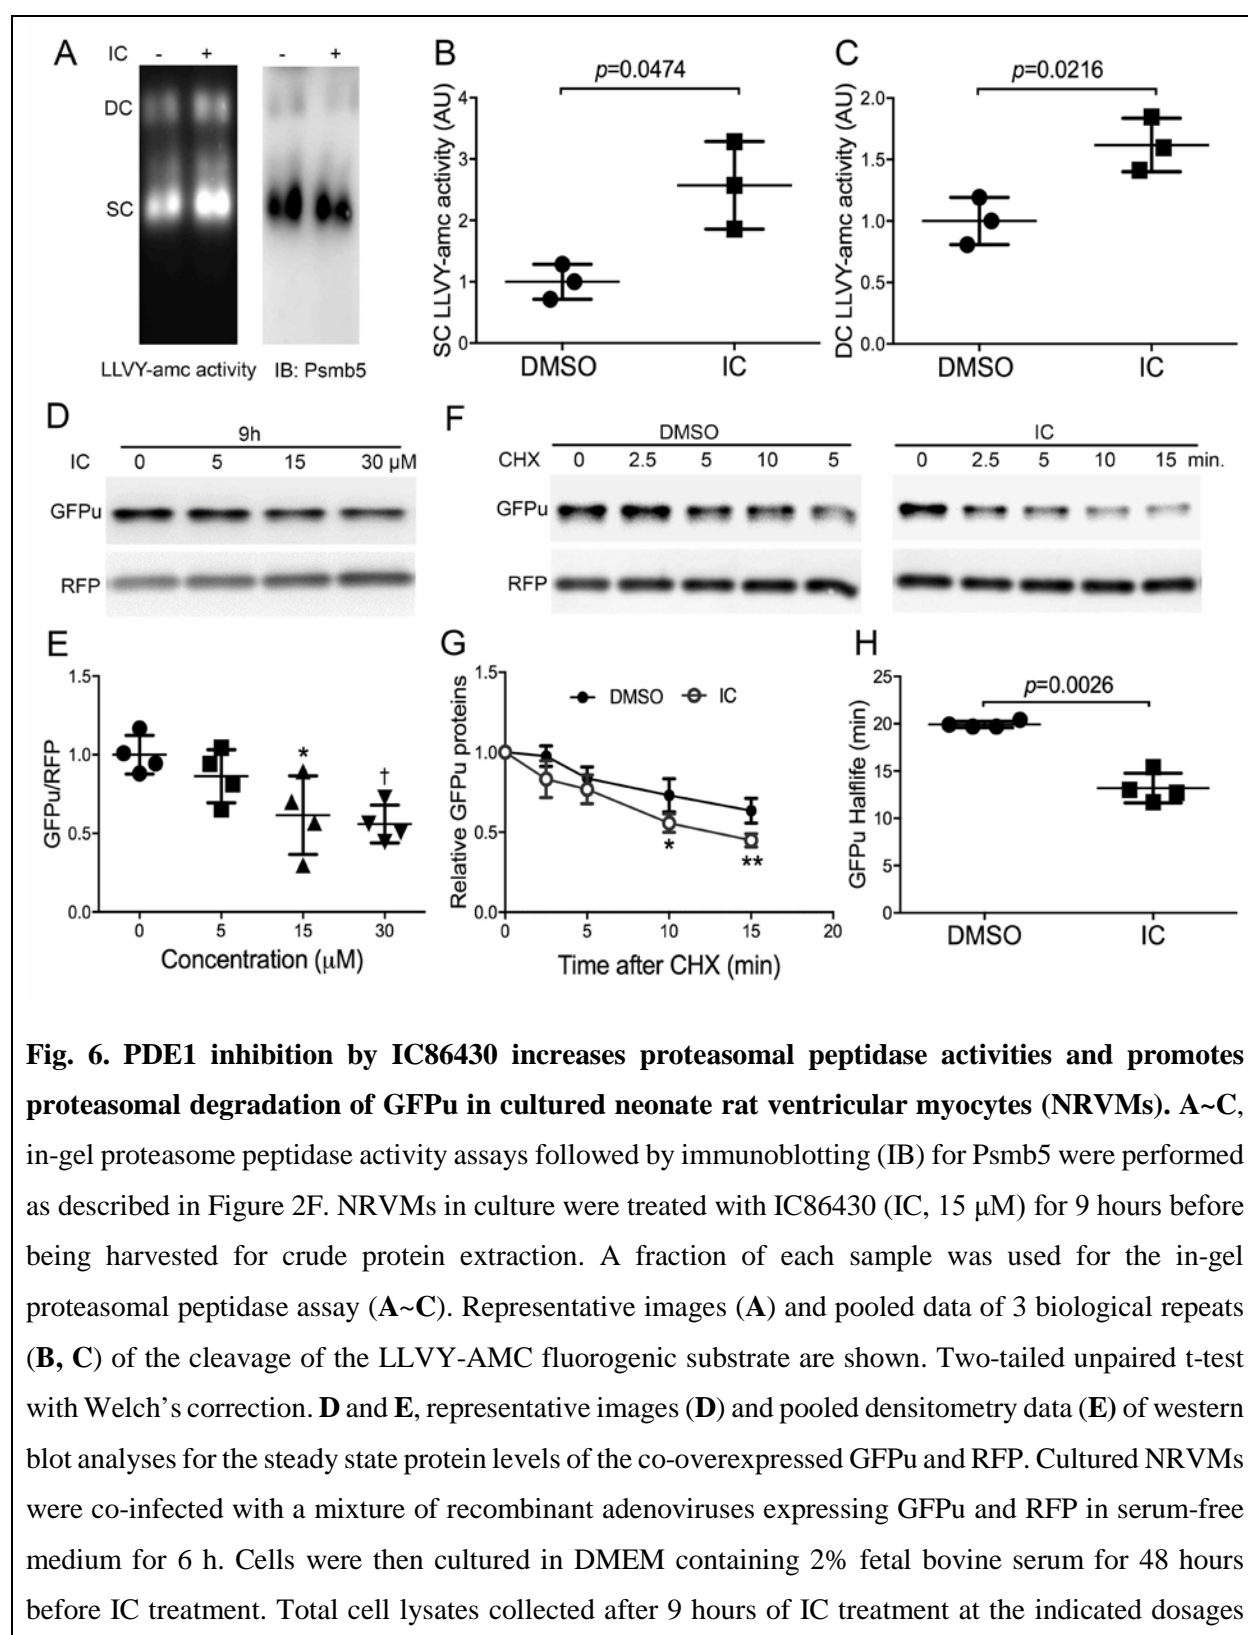 A
IC - + - +
DC
SC
LLVY-amc activity IB: Psmb5
B
p=0.0474
SC LLVY-amc activity (AU)
4
3
2
1
0
DMSO IC
C
p=0.0216
DC LLVY-amc activity (AU)
2.0
1.5
1.0
0.5
0.0
DMSO IC
D
9h
IC 0 5 15 30 μM
GFPu
RFP
F
DMSO IC
CHX 0 2.5 5 10 5 0 2.5 5 10 15 min.
GFPu
RFP
E
GFPu/RFP
1.5
1.0
0.5
0.0
* †
0 5 15 30
Concentration (μM)
G
Relative GFPu proteins
1.5
1.0
0.5
0.0
DMSO IC
* **
0 5 10 15 20
Time after CHX (min)
H
p=0.0026
GFPu Halflife (min)
25
20
15
10
5
0
DMSO IC
Fig. 6. PDE1 inhibition by IC86430 increases proteasomal peptidase activities and promotes
proteasomal degradation of GFPu in cultured neonate rat ventricular myocytes (NRVMs). A~C,
in-gel proteasome peptidase activity assays followed by immunoblotting (IB) for Psmb5 were performed
as described in Figure 2F. NRVMs in culture were treated with IC86430 (IC, 15 μM) for 9 hours before
being harvested for crude protein extraction. A fraction of each sample was used for the in-gel
proteasomal peptidase assay (A~C). Representative images (A) and pooled data of 3 biological repeats
(B, C) of the cleavage of the LLVY-AMC fluorogenic substrate are shown. Two-tailed unpaired t-test
with Welch’s correction. D and E, representative images (D) and pooled densitometry data (E) of western
blot analyses for the steady state protein levels of the co-overexpressed GFPu and RFP. Cultured NRVMs
were co-infected with a mixture of recombinant adenoviruses expressing GFPu and RFP in serum-free
medium for 6 h. Cells were then cultured in DMEM containing 2% fetal bovine serum for 48 hours
before IC treatment. Total cell lysates collected after 9 hours of IC treatment at the indicated dosages